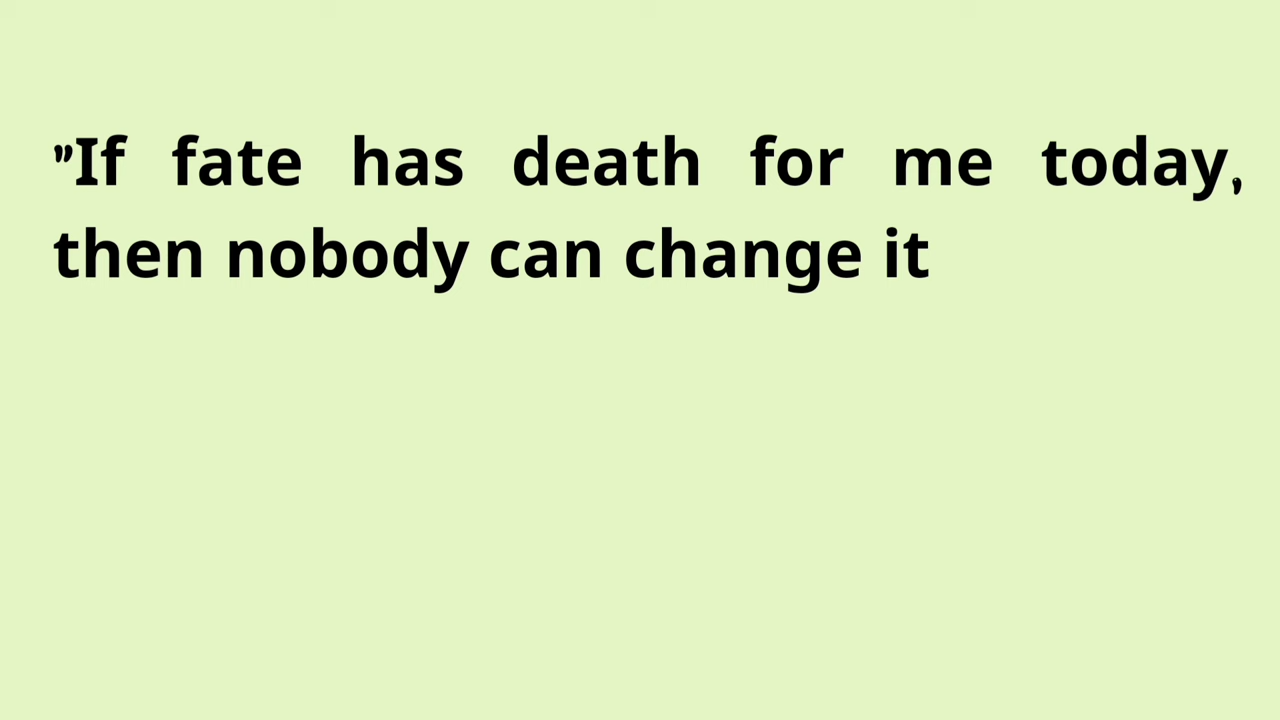 ”If fate has death for me today,
then nobody can change it